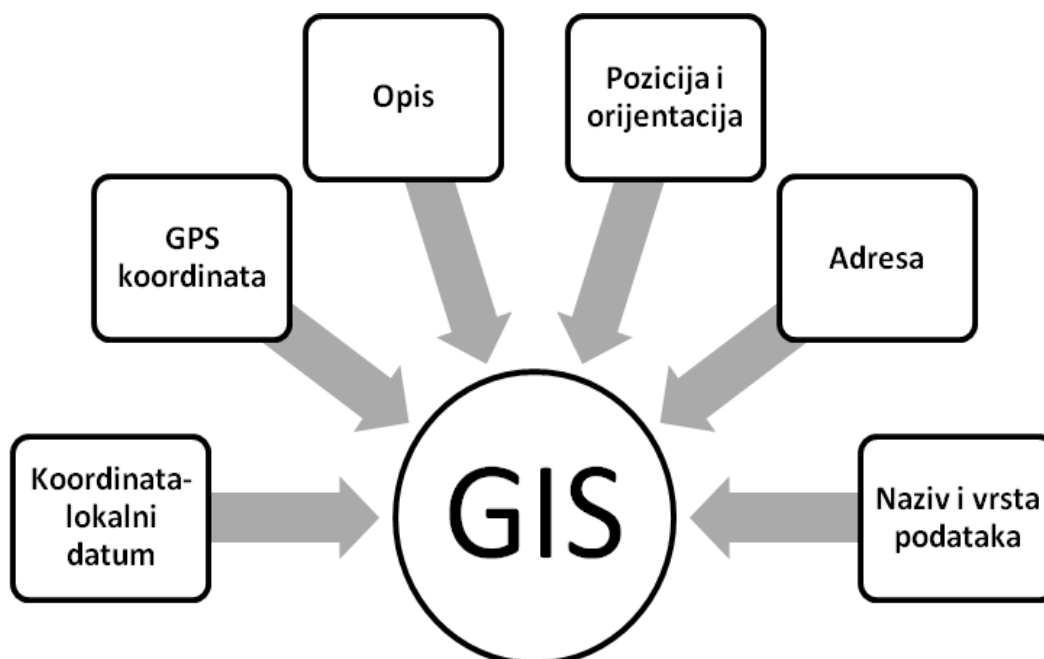 Opis
Pozicija i
orijentacija
GPS
koordinata
Adresa
Koordinata-
lokalni
datum
GIS
Naziv i vrsta
podataka